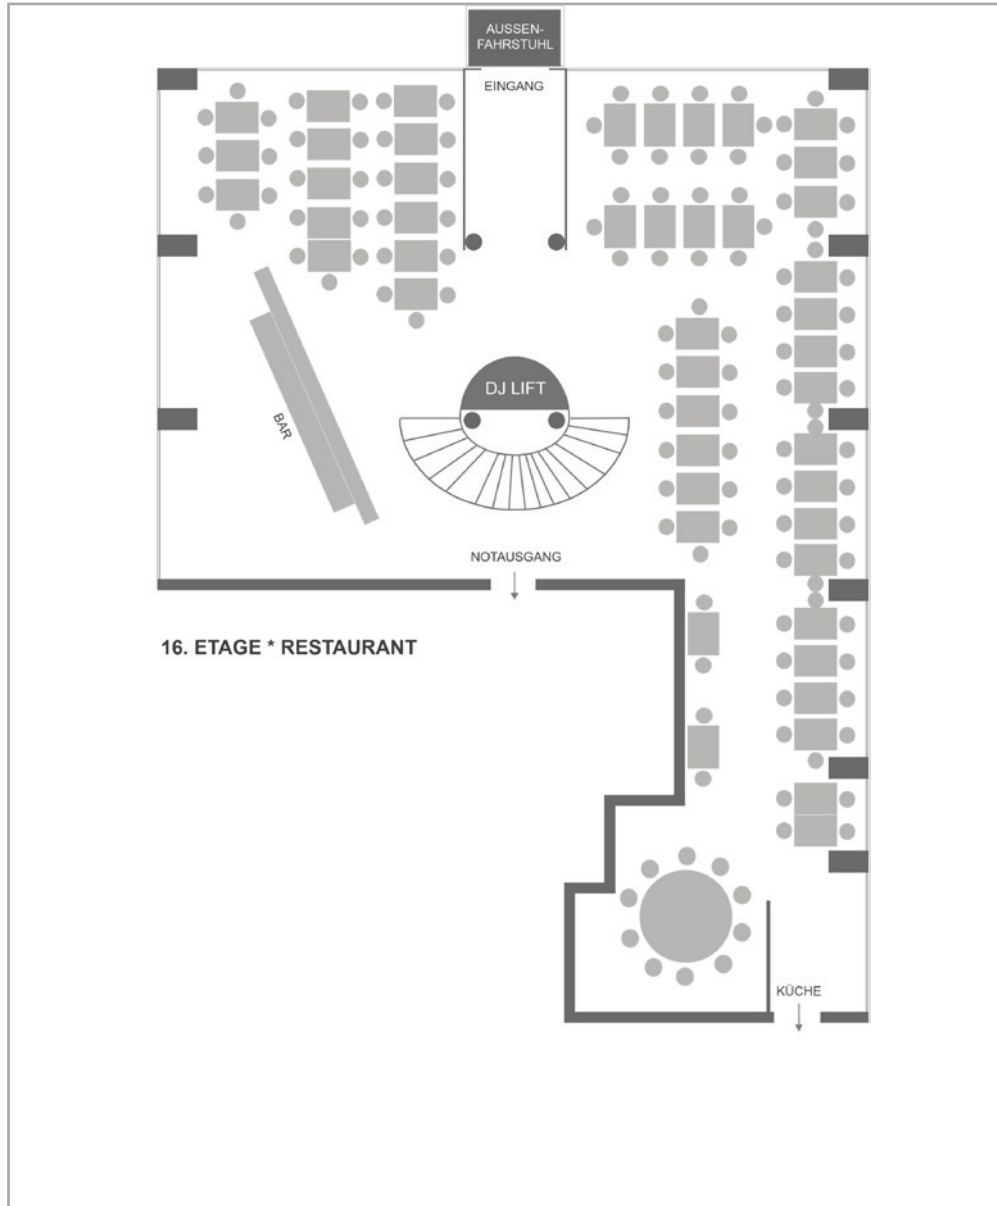 AUSSEN-
FAHRSTUHL
EINGANG
DJ LIFT
BAR
NOTAUSGANG
16. ETAGE * RESTAURANT
KÜCHE